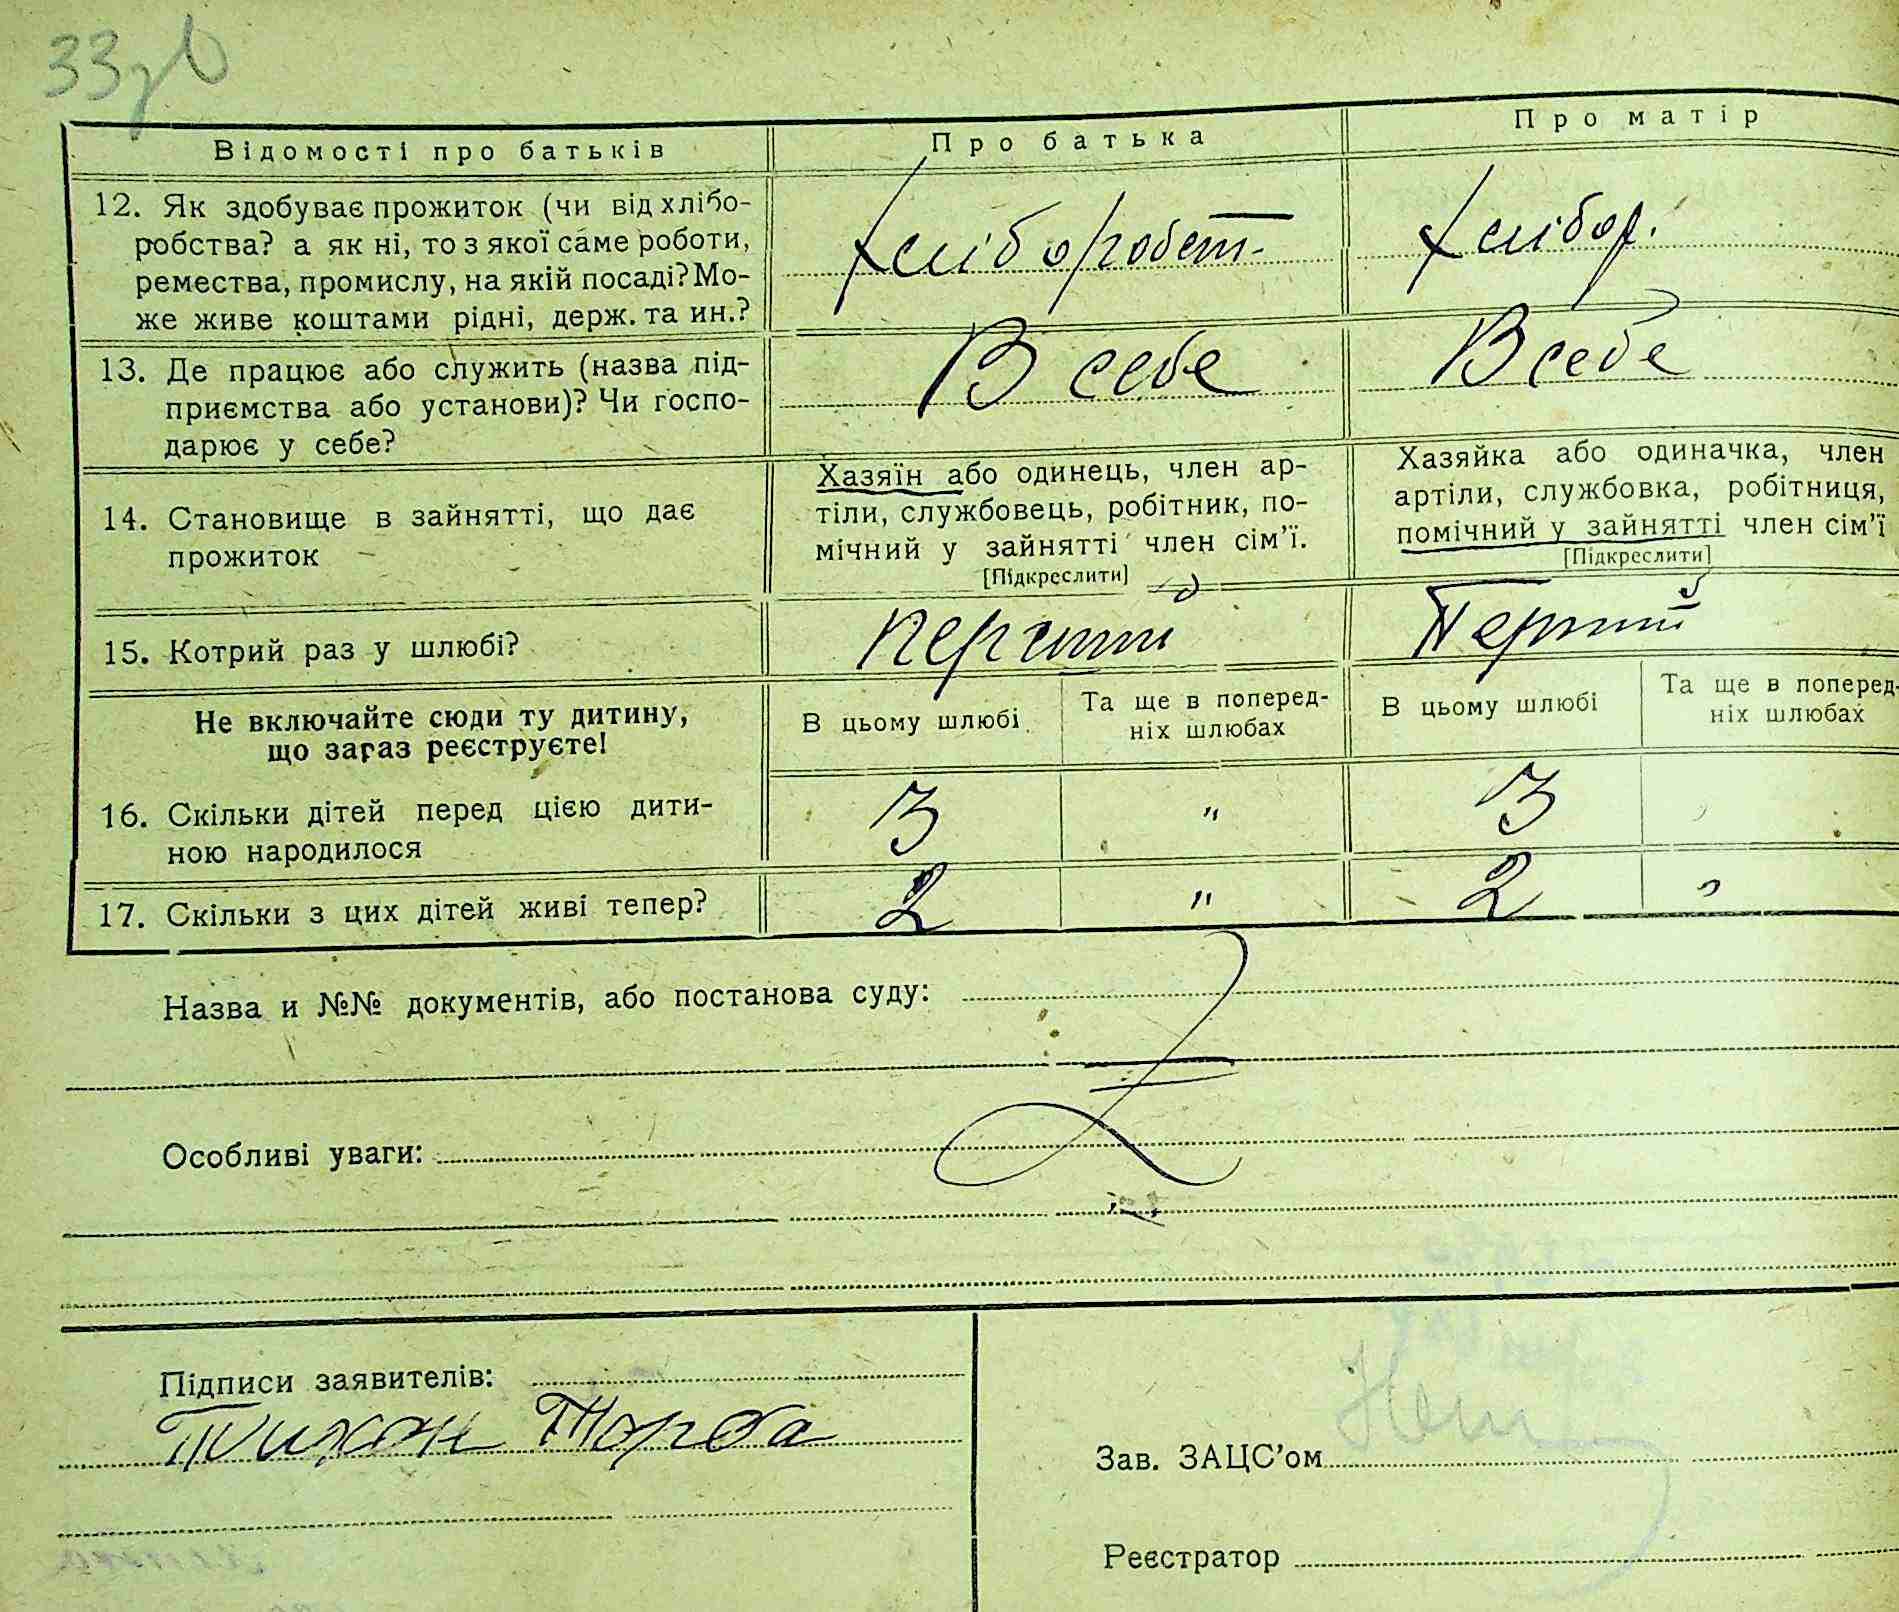 33зв
Відомості про батьків
Про батька
Про матір
12. Як здобуває прожиток (чи від хлібо-
робства? а як ні, то з якої саме роботи,
ремества, промислу, на якій посаді? Мо-
же живе коштами рідні, держ. та ин.?
хлібороботт-
хлібор.
13. Де працює або служить (назва під-
приємства або установи)? Чи госпо-
дарює у себе?
В себе
В себе
14. Становище в зайнятті, що дає
прожиток
Хазяїн або одинець, член ар-
тіли, службовець, робітник, по-
мічний у зайнятті член сім'ї.
[Підкреслити]
Хазяйка або одиначка, член
артіли, службовка, робітниця,
помічний у зайнятті член сім'ї
[Підкреслити]
15. Котрий раз у шлюбі?
Перший
Перший
Не включайте сюди ту дитину,
що зараз реєструєте!
В цьому шлюбі
Та ще в поперед-
ніх шлюбах
В цьому шлюбі
Та ще в поперед-
ніх шлюбах
16. Скільки дітей перед цією дити-
ною народилося
3 " 3
17. Скільки з цих дітей живі тепер?
2 " 2 "
Назва и №№ документів, або постанова суду:
Особливі уваги:
Підписи заявителів:
Тихон Торба
Зав. ЗАЦС'ом
Реєстратор